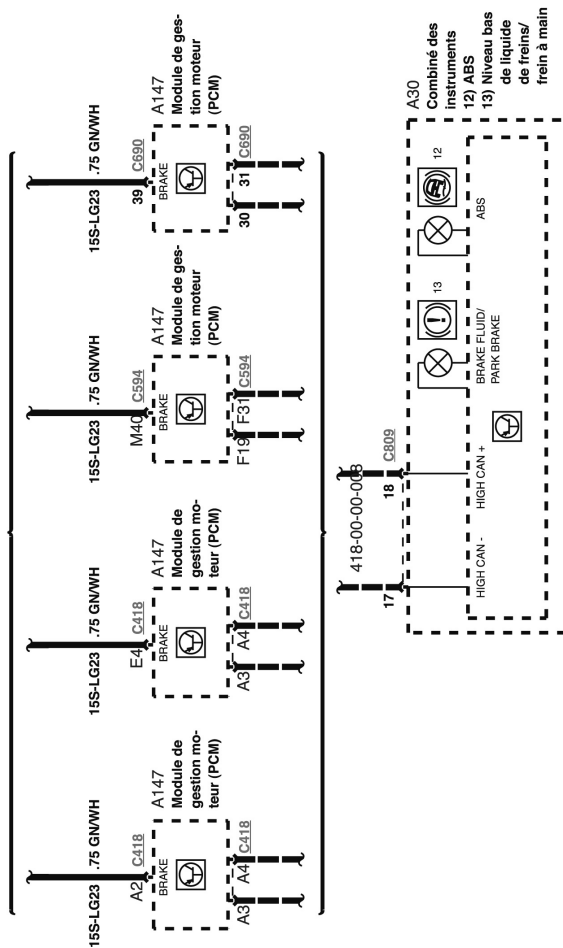 15S-LG23 .75 GN/WH
A2 C418
BRAKE
A147
Module de
gestion mo-
teur (PCM)
A3 A4 C418
15S-LG23 .75 GN/WH
E4 C418
BRAKE
A147
Module de
gestion mo-
teur (PCM)
A3 A4 C418
15S-LG23 .75 GN/WH
M40 C594
BRAKE
A147
Module de ges-
tion moteur
(PCM)
F19 F31 C594
15S-LG23 .75 GN/WH
39 C690
BRAKE
A147
Module de ges-
tion moteur
(PCM)
30 31 C690
418-00-00-008
17 18 C809
HIGH CAN -
HIGH CAN +
BRAKE FLUID/
PARK BRAKE
13
ABS
12
A30
Combiné des
instruments
12) ABS
13) Niveau bas
de liquide
de freins/
frein à main